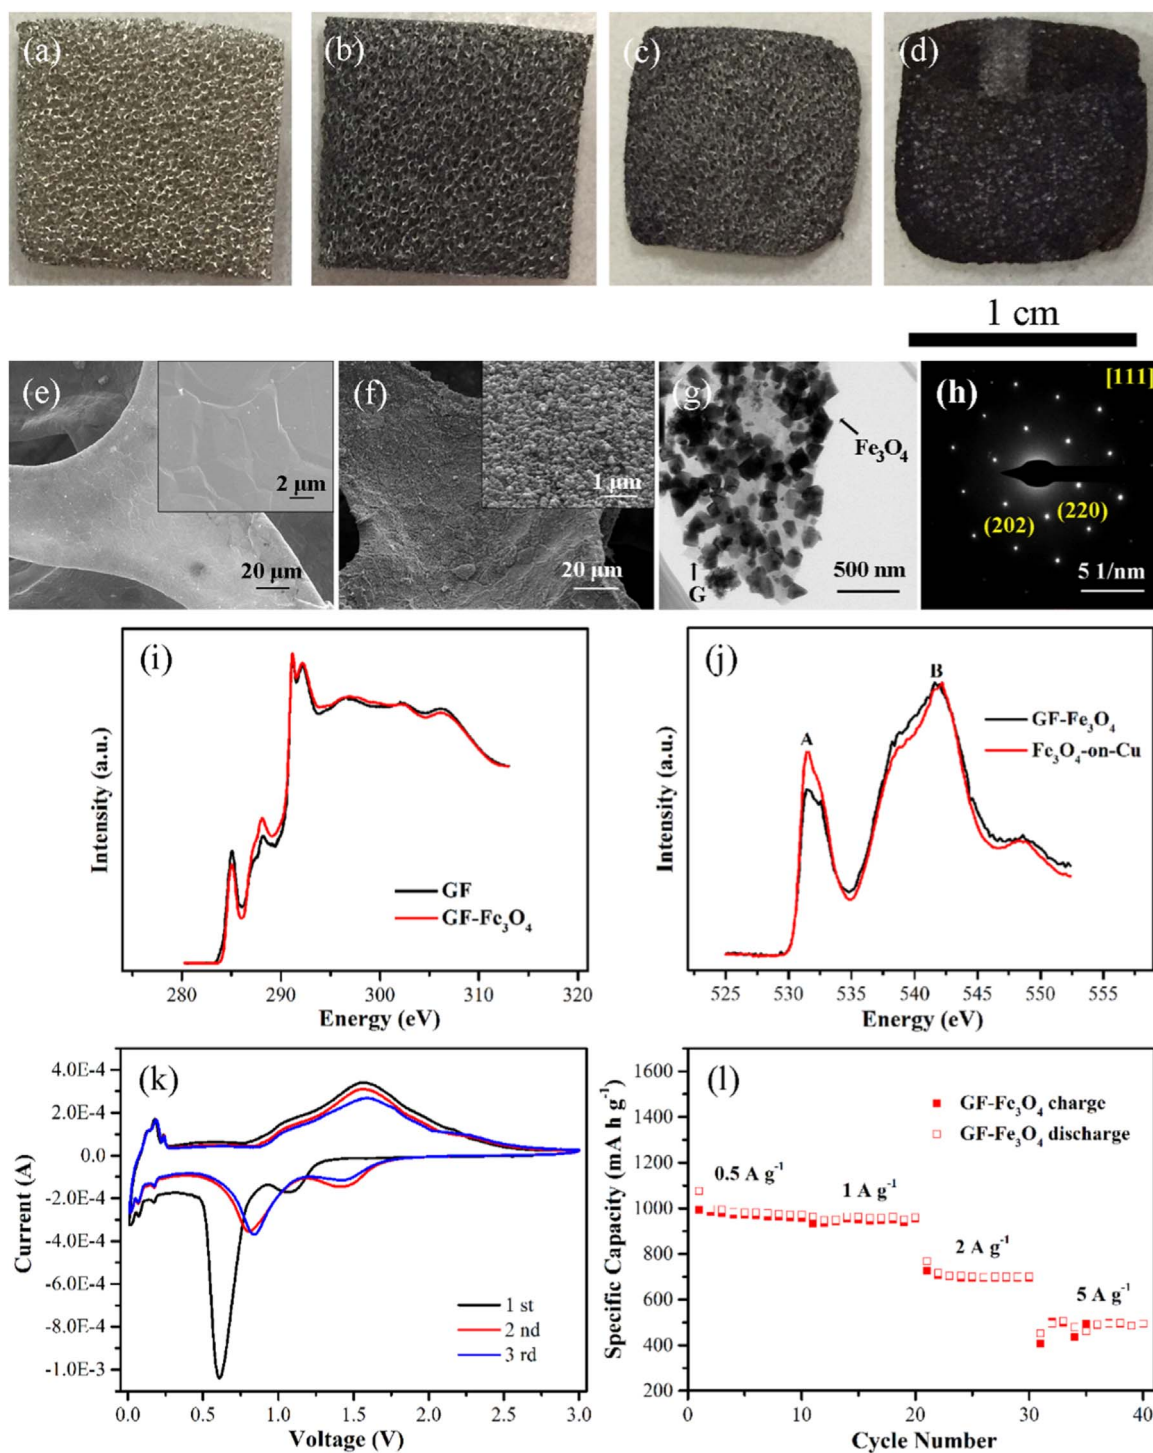 (a) (b) (c) (d)
1 cm
(e) (f) (g) (h) [111]
Fe3O4
2 μm 1 μm
(202) (220)
20 μm 20 μm G 500 nm 5 1/nm
(i)
Intensity (a.u.)
GF
GF-Fe3O4
280 290 300 310 320
Energy (eV)
(j)
A B
Intensity (a.u.)
GF-Fe3O4
Fe3O4-on-Cu
525 530 535 540 545 550 555
Energy (eV)
(k)
Current (A)
4.0E-4
2.0E-4
0.0
-2.0E-4
-4.0E-4
-6.0E-4
-8.0E-4
-1.0E-3
1 st
2 nd
3 rd
0.0 0.5 1.0 1.5 2.0 2.5 3.0
Voltage (V)
(l)
Specific Capacity (mA h g-1)
1600
1400
1200
1000
800
600
400
200
GF-Fe3O4 charge
GF-Fe3O4 discharge
0.5 A g-1
1 A g-1
2 A g-1
5 A g-1
0 10 20 30 40
Cycle Number